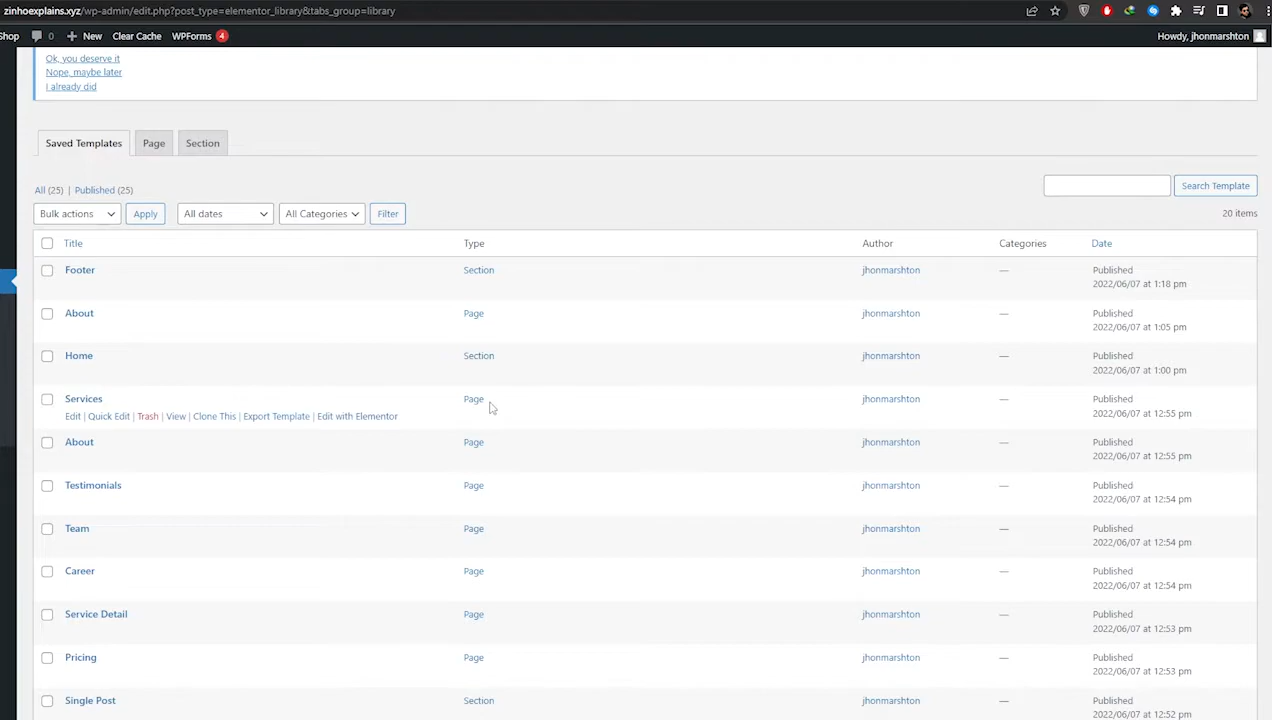 zinhoexplains.xyz/wp-admin/edit.php?post_type=elementor_library&tabs_group=library
Shop 0 New Clear Cache WPForms 4 Howdy, jhonmarshton
Ok, you deserve it
Nope, maybe later
I already did
Saved Templates Page Section
All (25) | Published (25)
Search Template
Bulk actions Apply All dates All Categories Filter
20 items
Title Type Author Categories Date
Footer Section jhonmarshton — Published
2022/06/07 at 1:18 pm
About Page jhonmarshton — Published
2022/06/07 at 1:05 pm
Home Section jhonmarshton — Published
2022/06/07 at 1:00 pm
Services Page jhonmarshton — Published
Edit | Quick Edit | Trash | View | Clone This | Export Template | Edit with Elementor 2022/06/07 at 12:55 pm
About Page jhonmarshton — Published
2022/06/07 at 12:55 pm
Testimonials Page jhonmarshton — Published
2022/06/07 at 12:54 pm
Team Page jhonmarshton — Published
2022/06/07 at 12:54 pm
Career Page jhonmarshton — Published
2022/06/07 at 12:54 pm
Service Detail Page jhonmarshton — Published
2022/06/07 at 12:53 pm
Pricing Page jhonmarshton — Published
2022/06/07 at 12:53 pm
Single Post Section jhonmarshton — Published
2022/06/07 at 12:52 pm